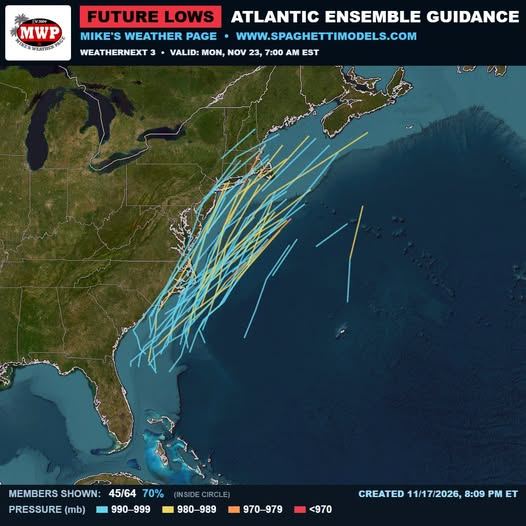 FUTURE LOWS ATLANTIC ENSEMBLE GUIDANCE
MWP
MIKE'S WEATHER PAGE
MIKE'S WEATHER PAGE • WWW.SPAGHETTIMODELS.COM
WEATHERNEXT 3 • VALID: MON, NOV 23, 7:00 AM EST
MEMBERS SHOWN: 45/64 70% (INSIDE CIRCLE) CREATED 11/17/2026, 8:09 PM ET
PRESSURE (mb) 990–999 980–989 970–979 <970